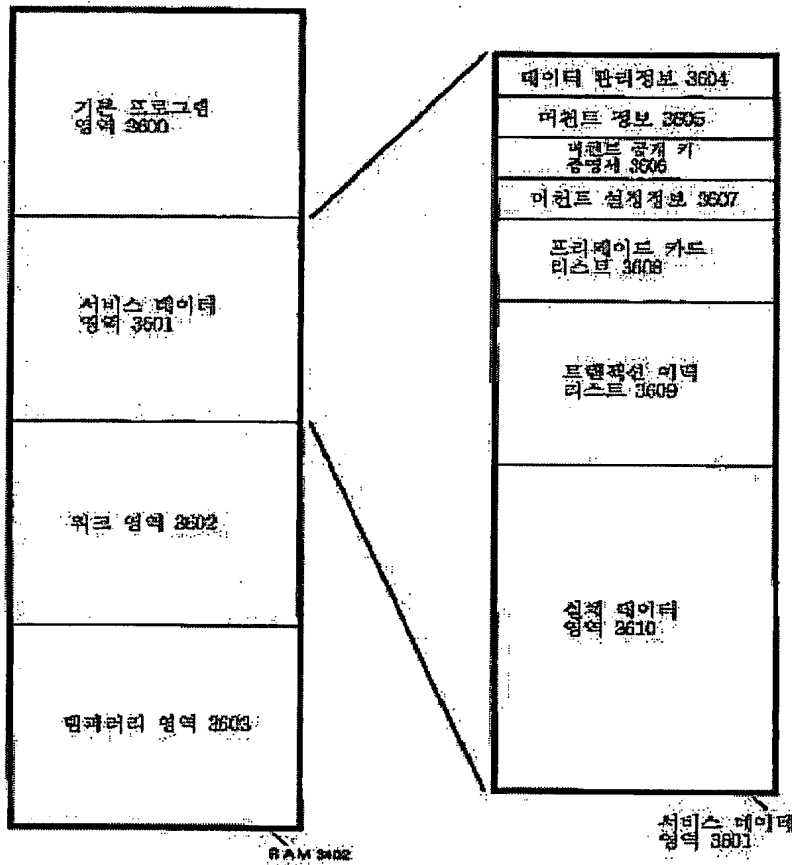 기본 프로그램
영역 3600
서비스 데이터
영역 3601
워크 영역 3602
템퍼러리 영역 3603
RAM 3402
데이터 관리정보 3604
머천트 정보 3605
머천트 공개 키
증명서 3606
머천트 설정정보 3607
프리페이드 카드
리스트 3608
트랜잭션 이력
리스트 3609
실제 데이터
영역 3610
서비스 데이터
영역 3601